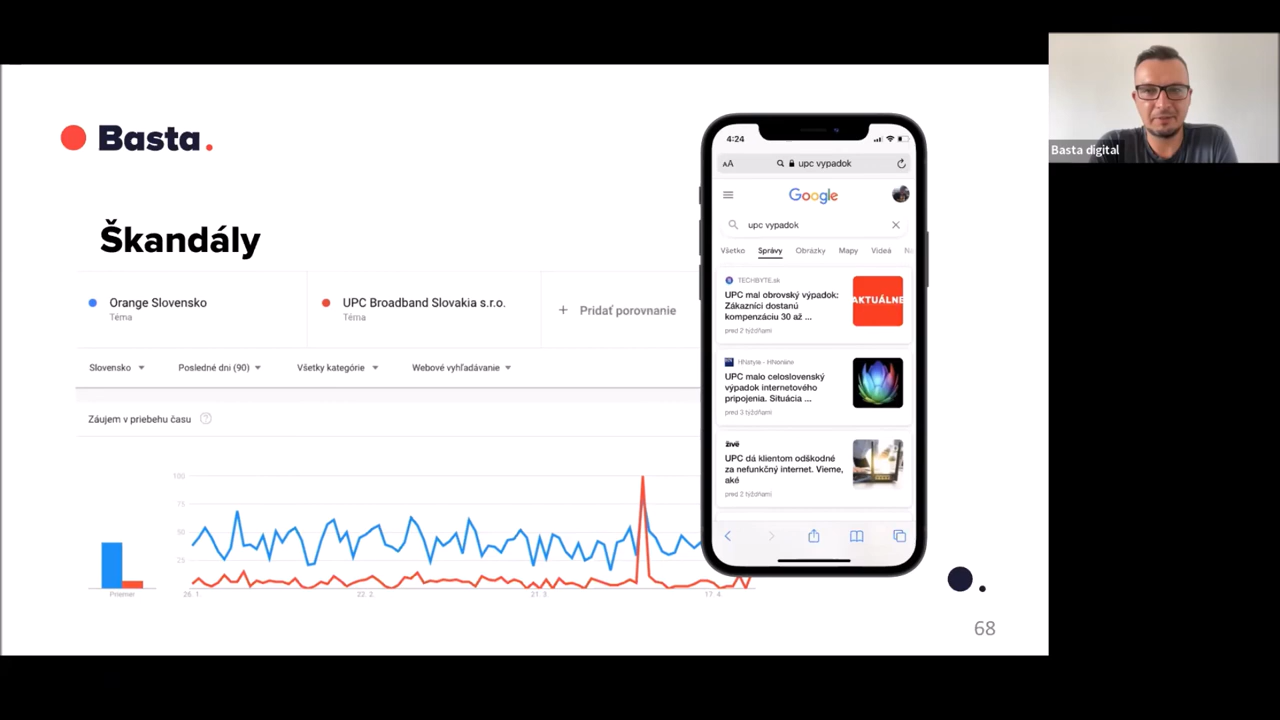 Basta.
Škandály
Orange Slovensko
Téma
UPC Broadband Slovakia s.r.o.
Téma
+ Pridať porovnanie
Slovensko
Posledné dni (90)
Všetky kategórie
Webové vyhľadávanie
Záujem v priebehu času ?
100
75
50
25
Priemer
26. 1.
22. 2.
21. 3.
17. 4.
4:24
AA
upc vypadok
Google
upc vypadok
Všetko Správy Obrazky Mapy Videá
TECHBYTE.sk
UPC mal obrovský výpadok:
Zákazníci dostanú
kompenzáciu 30 až ...
pred 2 týždňami
AKTUÁLNE
HNstyle - HNonline
UPC malo celoslovenský
výpadok internetového
pripojenia. Situácia ...
pred 3 týždňami
živé
UPC dá klientom odškodné
za nefunkčný internet. Vieme,
aké
pred 2 týždňami
68
Basta digital